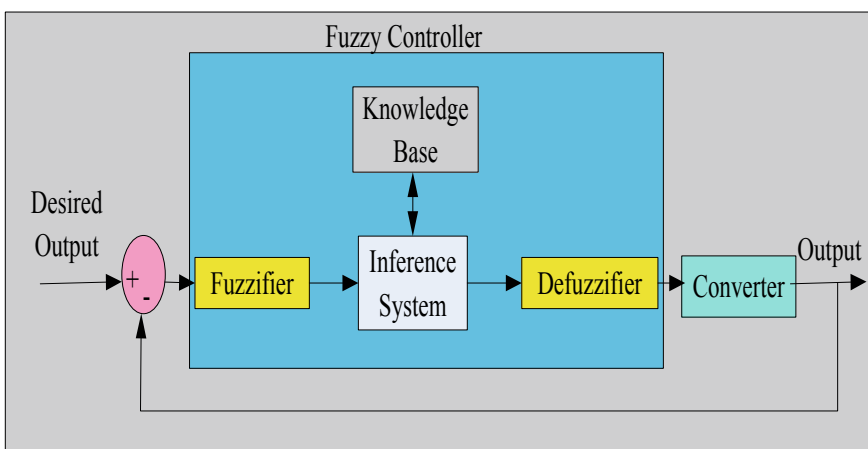 Fuzzy Controller
Knowledge
Base
Desired
Output
+
-
Fuzzifier
Inference
System
Defuzzifier
Converter
Output